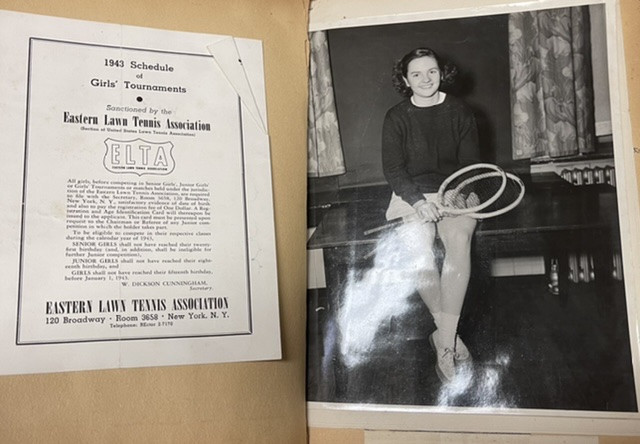 1943 Schedule
of
Girls' Tournaments
Sanctioned by the
Eastern Lawn Tennis Association
(Section of United States Lawn Tennis Association)
ELTA
EASTERN LAWN TENNIS ASSOCIATION
All girls, before competing in Senior Girls', Junior Girls'
or Girls' Tournaments or matches held under the jurisdic-
tion of the Eastern Lawn Tennis Association, are required
to file with the Secretary, Room 3658, 120 Broadway,
New York, N. Y., satisfactory evidence of date of birth
and also to pay the registration fee of One Dollar. A Reg-
istration and Age Identification Card will thereupon be
issued to the applicant. This card must be presented upon
request to the Chairman or Referee of any Junior com-
petition in which the holder takes part.
To be eligible to compete in their respective classes
during the calendar year of 1943,
SENIOR GIRLS shall not have reached their twenty-
first birthday (and, in addition, shall be ineligible for
further Junior competition);
JUNIOR GIRLS shall not have reached their eight-
eenth birthday, and
GIRLS shall not have reached their fifteenth birthday,
before January 1, 1943.
W. DICKSON CUNNINGHAM,
Secretary.
EASTERN LAWN TENNIS ASSOCIATION
120 Broadway · Room 3658 · New York, N. Y.
Telephone: REctor 2-7170